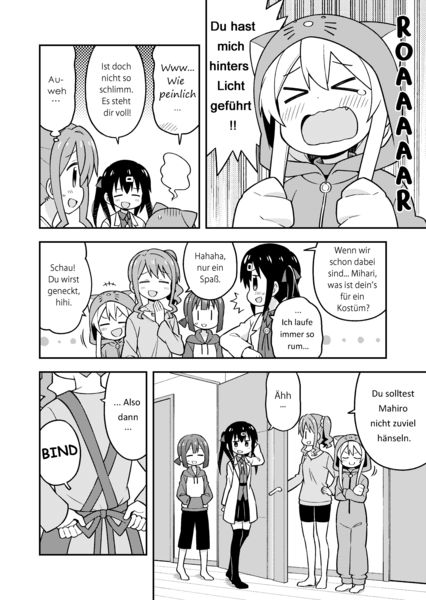 ROAAAAAAR
Du hast
mich
hinters
Licht
geführt
!!
Www...
Wie
peinlich
...
Ist doch
nicht so
schlimm.
Es steht
dir voll!
Au-
weh
...
Wenn wir
schon dabei
sind... Mihari,
was ist dein's
für ein
Kostüm?
...
Ich laufe
immer so
rum...
Hahaha,
nur ein
Spaß.
Schau!
Du wirst
geneckt,
hihi.
Du solltest
Mahiro
nicht zuviel
hänseln.
Ähh
...
... Also
dann ...
BIND